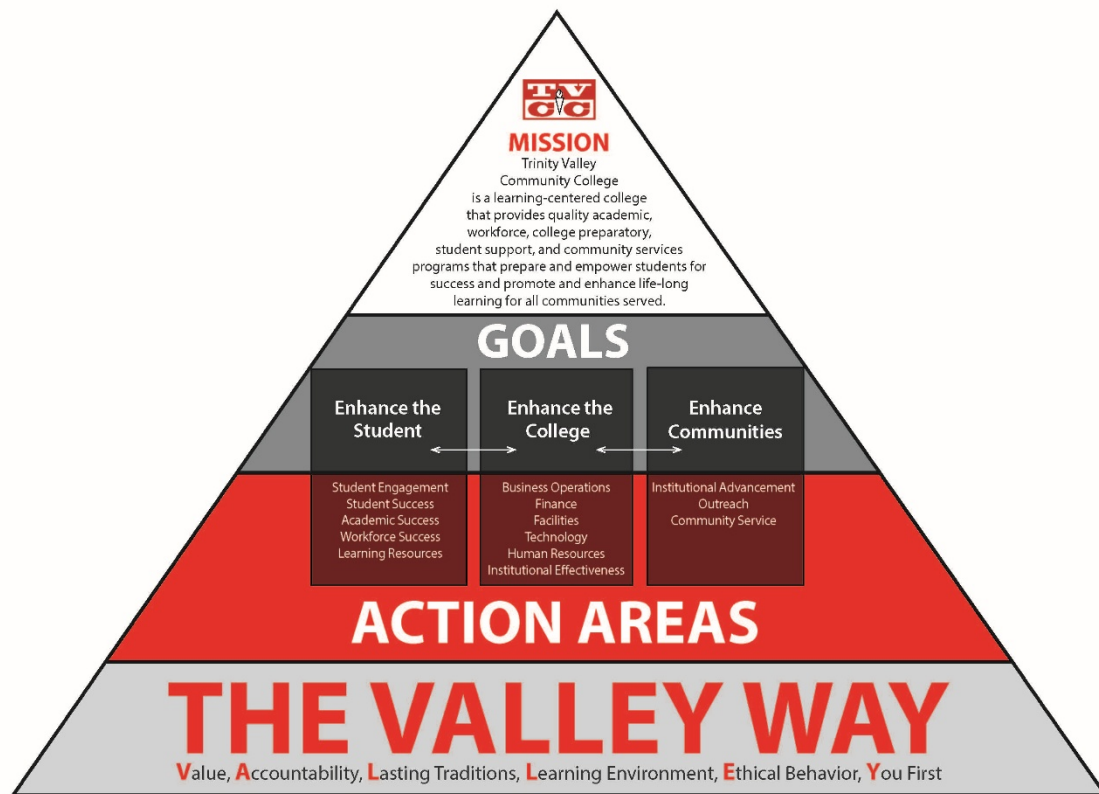 TV
CC
MISSION
Trinity Valley
Community College
is a learning-centered college
that provides quality academic,
workforce, college preparatory,
student support, and community services
programs that prepare and empower students for
success and promote and enhance life-long
learning for all communities served.
GOALS
Enhance the
Student
Enhance the
College
Enhance
Communities
Student Engagement
Student Success
Academic Success
Workforce Success
Learning Resources
Business Operations
Finance
Facilities
Technology
Human Resources
Institutional Effectiveness
Institutional Advancement
Outreach
Community Service
ACTION AREAS
THE VALLEY WAY
Value, Accountability, Lasting Traditions, Learning Environment, Ethical Behavior, You First